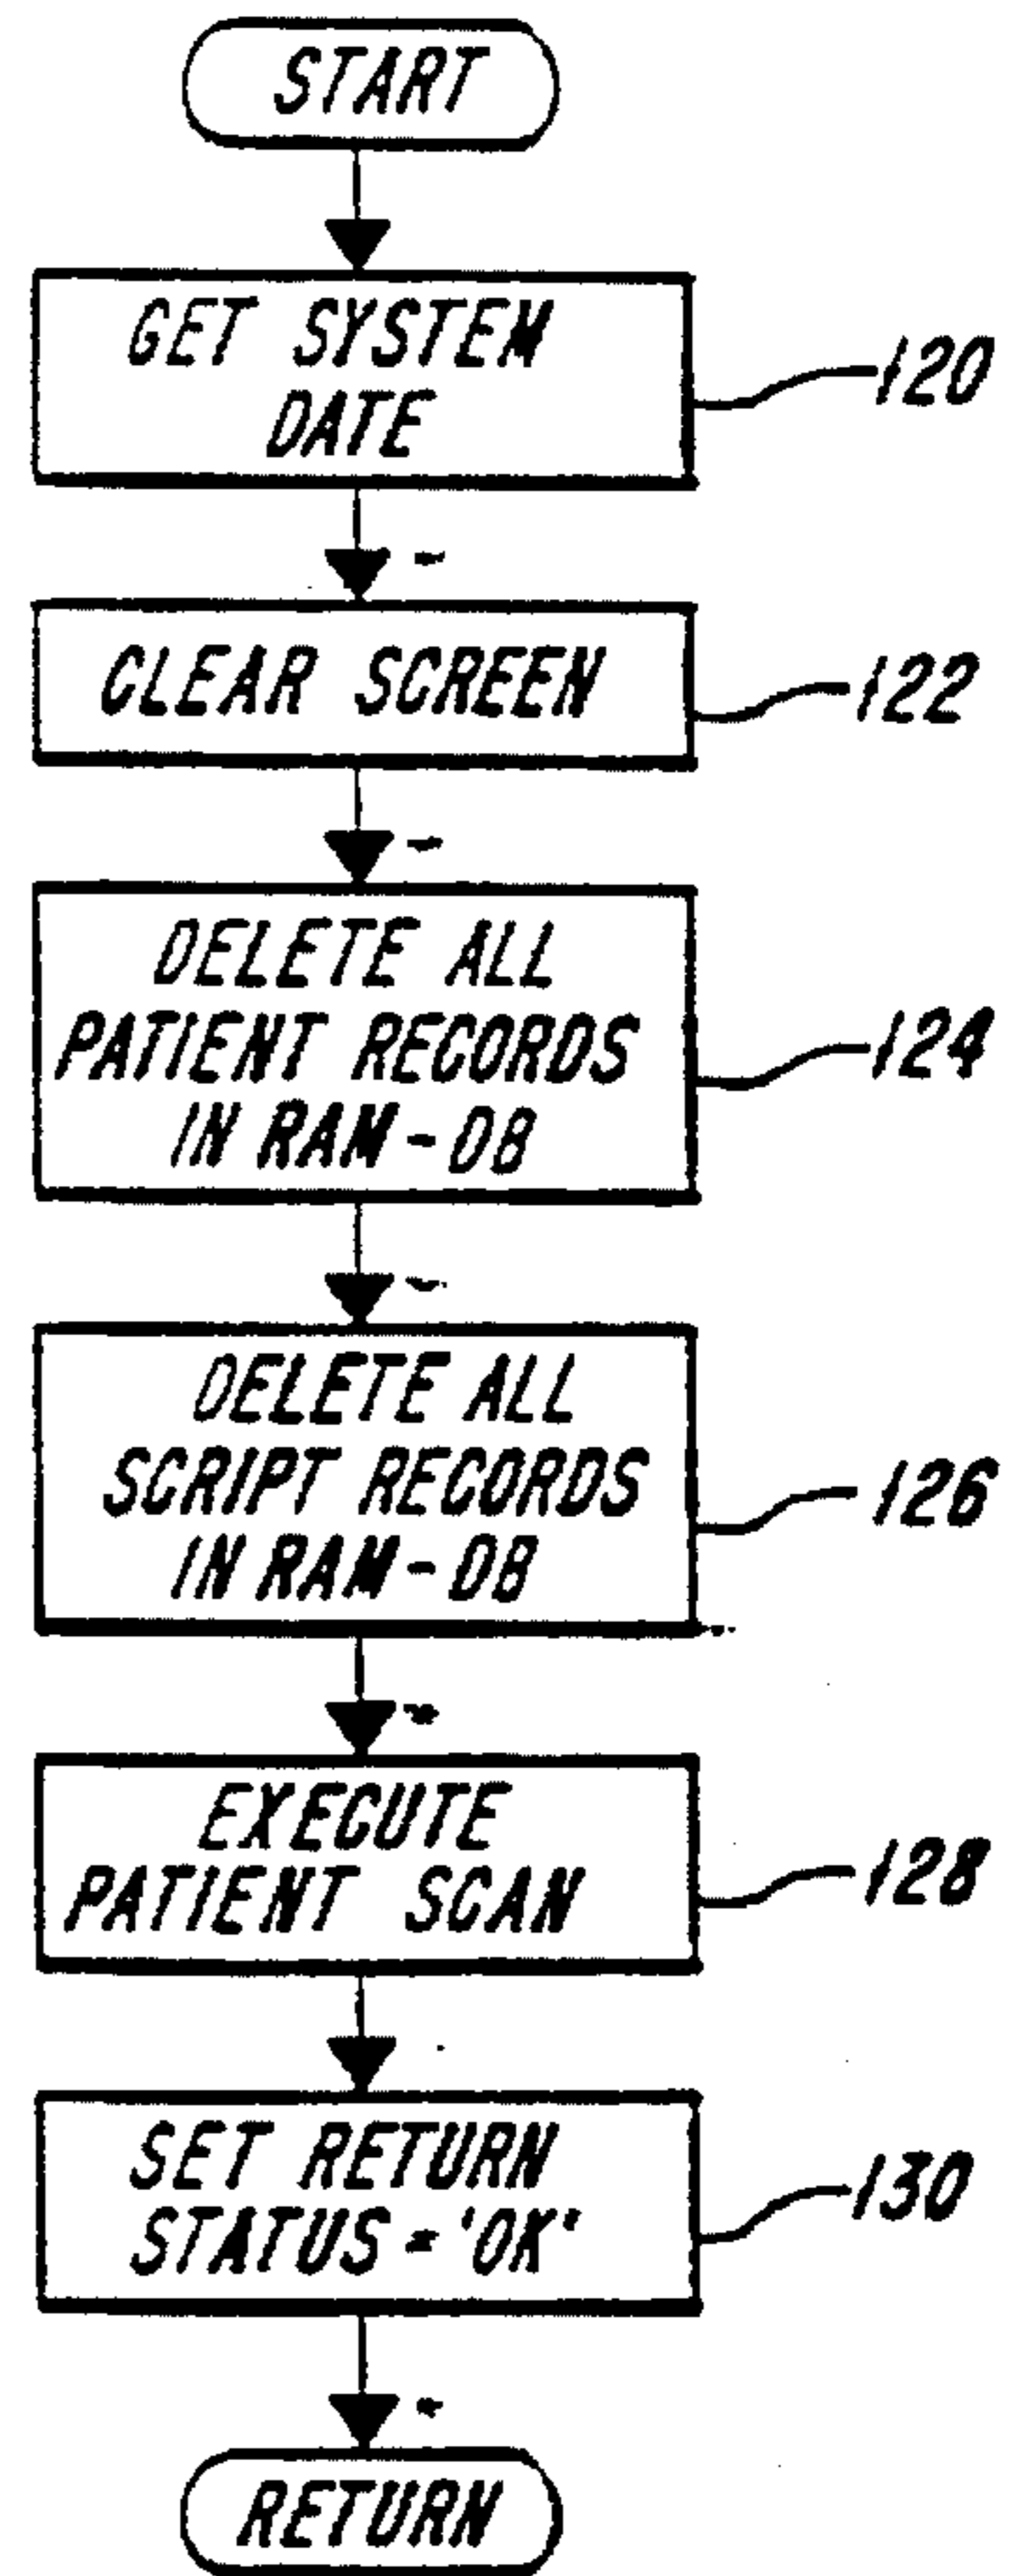 START
GET SYSTEM
DATE
120
CLEAR SCREEN
122
DELETE ALL
PATIENT RECORDS
IN RAM-DB
124
DELETE ALL
SCRIPT RECORDS
IN RAM-DB
126
EXECUTE
PATIENT SCAN
128
SET RETURN
STATUS = 'OK'
130
RETURN